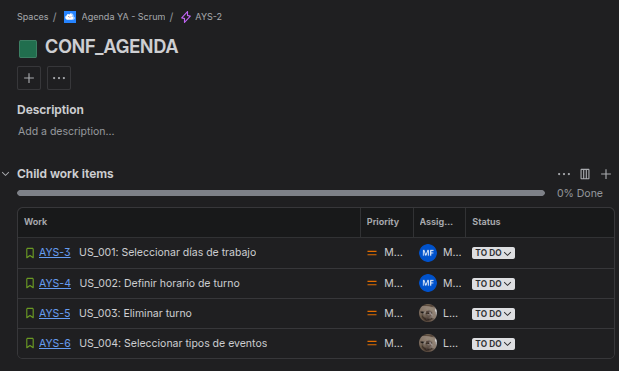 Spaces / Agenda YA - Scrum / AYS-2
CONF_AGENDA
Description
Add a description...
Child work items
0% Done
Work Priority Assig... Status
AYS-3 US_001: Seleccionar días de trabajo M... MF M... TO DO
AYS-4 US_002: Definir horario de turno M... MF M... TO DO
AYS-5 US_003: Eliminar turno M... L... TO DO
AYS-6 US_004: Seleccionar tipos de eventos M... L... TO DO